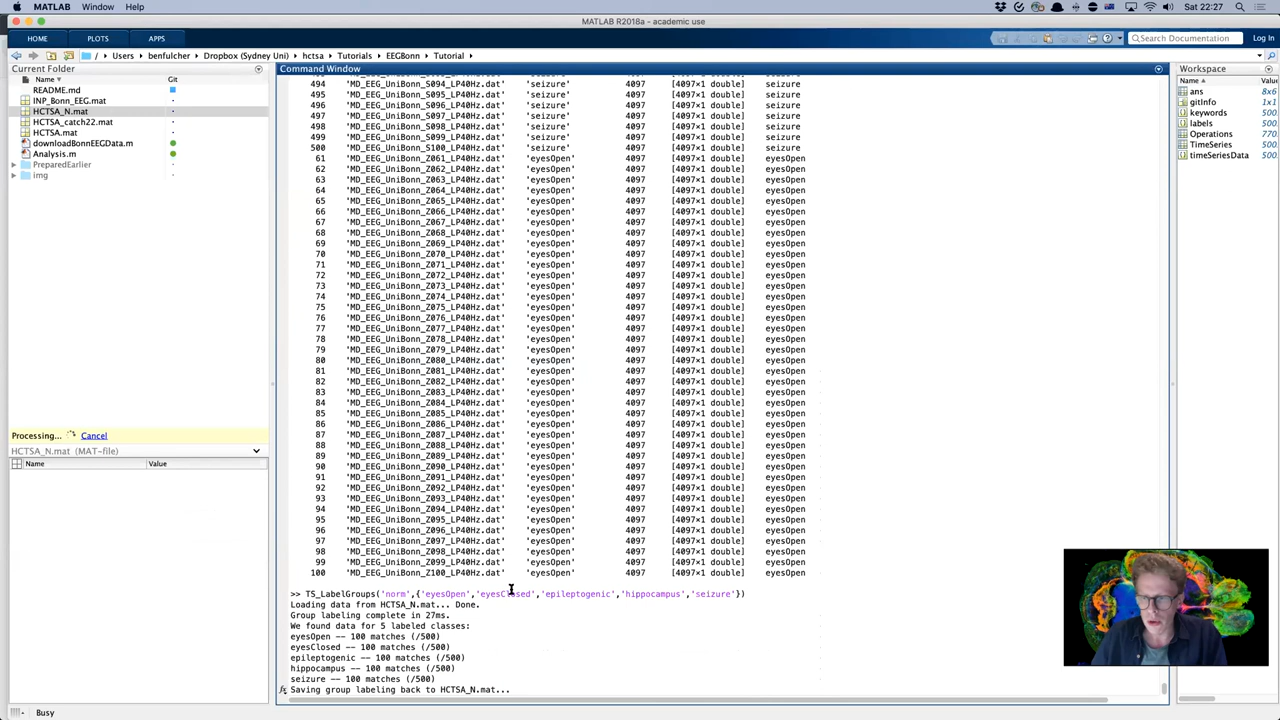 MATLAB Window Help
Sat 22:27
MATLAB R2018a - academic use
HOME PLOTS APPS
Search Documentation
Log In
/ Users benfulcher Dropbox (Sydney Uni) hctsa Tutorials EEGBonn Tutorial
Current Folder
Command Window
Workspace
Name Git
README.md
INP_Bonn_EEG.mat
HCTSA_N.mat
HCTSA_catch22.mat
HCTSA.mat
downloadBonnEEGData.m
Analysis.m
PreparedEarlier
img
Processing... Cancel
HCTSA_N.mat (MAT-file)
Name Value
Busy
494 'MD_EEG_UniBonn_S094_LP40Hz.dat' 'seizure' 4097 [4097×1 double] seizure
495 'MD_EEG_UniBonn_S095_LP40Hz.dat' 'seizure' 4097 [4097×1 double] seizure
496 'MD_EEG_UniBonn_S096_LP40Hz.dat' 'seizure' 4097 [4097×1 double] seizure
497 'MD_EEG_UniBonn_S097_LP40Hz.dat' 'seizure' 4097 [4097×1 double] seizure
498 'MD_EEG_UniBonn_S098_LP40Hz.dat' 'seizure' 4097 [4097×1 double] seizure
499 'MD_EEG_UniBonn_S099_LP40Hz.dat' 'seizure' 4097 [4097×1 double] seizure
500 'MD_EEG_UniBonn_S100_LP40Hz.dat' 'seizure' 4097 [4097×1 double] seizure
61 'MD_EEG_UniBonn_Z061_LP40Hz.dat' 'eyesOpen' 4097 [4097×1 double] eyesOpen
62 'MD_EEG_UniBonn_Z062_LP40Hz.dat' 'eyesOpen' 4097 [4097×1 double] eyesOpen
63 'MD_EEG_UniBonn_Z063_LP40Hz.dat' 'eyesOpen' 4097 [4097×1 double] eyesOpen
64 'MD_EEG_UniBonn_Z064_LP40Hz.dat' 'eyesOpen' 4097 [4097×1 double] eyesOpen
65 'MD_EEG_UniBonn_Z065_LP40Hz.dat' 'eyesOpen' 4097 [4097×1 double] eyesOpen
66 'MD_EEG_UniBonn_Z066_LP40Hz.dat' 'eyesOpen' 4097 [4097×1 double] eyesOpen
67 'MD_EEG_UniBonn_Z067_LP40Hz.dat' 'eyesOpen' 4097 [4097×1 double] eyesOpen
68 'MD_EEG_UniBonn_Z068_LP40Hz.dat' 'eyesOpen' 4097 [4097×1 double] eyesOpen
69 'MD_EEG_UniBonn_Z069_LP40Hz.dat' 'eyesOpen' 4097 [4097×1 double] eyesOpen
70 'MD_EEG_UniBonn_Z070_LP40Hz.dat' 'eyesOpen' 4097 [4097×1 double] eyesOpen
71 'MD_EEG_UniBonn_Z071_LP40Hz.dat' 'eyesOpen' 4097 [4097×1 double] eyesOpen
72 'MD_EEG_UniBonn_Z072_LP40Hz.dat' 'eyesOpen' 4097 [4097×1 double] eyesOpen
73 'MD_EEG_UniBonn_Z073_LP40Hz.dat' 'eyesOpen' 4097 [4097×1 double] eyesOpen
74 'MD_EEG_UniBonn_Z074_LP40Hz.dat' 'eyesOpen' 4097 [4097×1 double] eyesOpen
75 'MD_EEG_UniBonn_Z075_LP40Hz.dat' 'eyesOpen' 4097 [4097×1 double] eyesOpen
76 'MD_EEG_UniBonn_Z076_LP40Hz.dat' 'eyesOpen' 4097 [4097×1 double] eyesOpen
77 'MD_EEG_UniBonn_Z077_LP40Hz.dat' 'eyesOpen' 4097 [4097×1 double] eyesOpen
78 'MD_EEG_UniBonn_Z078_LP40Hz.dat' 'eyesOpen' 4097 [4097×1 double] eyesOpen
79 'MD_EEG_UniBonn_Z079_LP40Hz.dat' 'eyesOpen' 4097 [4097×1 double] eyesOpen
80 'MD_EEG_UniBonn_Z080_LP40Hz.dat' 'eyesOpen' 4097 [4097×1 double] eyesOpen
81 'MD_EEG_UniBonn_Z081_LP40Hz.dat' 'eyesOpen' 4097 [4097×1 double] eyesOpen
82 'MD_EEG_UniBonn_Z082_LP40Hz.dat' 'eyesOpen' 4097 [4097×1 double] eyesOpen
83 'MD_EEG_UniBonn_Z083_LP40Hz.dat' 'eyesOpen' 4097 [4097×1 double] eyesOpen
84 'MD_EEG_UniBonn_Z084_LP40Hz.dat' 'eyesOpen' 4097 [4097×1 double] eyesOpen
85 'MD_EEG_UniBonn_Z085_LP40Hz.dat' 'eyesOpen' 4097 [4097×1 double] eyesOpen
86 'MD_EEG_UniBonn_Z086_LP40Hz.dat' 'eyesOpen' 4097 [4097×1 double] eyesOpen
87 'MD_EEG_UniBonn_Z087_LP40Hz.dat' 'eyesOpen' 4097 [4097×1 double] eyesOpen
88 'MD_EEG_UniBonn_Z088_LP40Hz.dat' 'eyesOpen' 4097 [4097×1 double] eyesOpen
89 'MD_EEG_UniBonn_Z089_LP40Hz.dat' 'eyesOpen' 4097 [4097×1 double] eyesOpen
90 'MD_EEG_UniBonn_Z090_LP40Hz.dat' 'eyesOpen' 4097 [4097×1 double] eyesOpen
91 'MD_EEG_UniBonn_Z091_LP40Hz.dat' 'eyesOpen' 4097 [4097×1 double] eyesOpen
92 'MD_EEG_UniBonn_Z092_LP40Hz.dat' 'eyesOpen' 4097 [4097×1 double] eyesOpen
93 'MD_EEG_UniBonn_Z093_LP40Hz.dat' 'eyesOpen' 4097 [4097×1 double] eyesOpen
94 'MD_EEG_UniBonn_Z094_LP40Hz.dat' 'eyesOpen' 4097 [4097×1 double] eyesOpen
95 'MD_EEG_UniBonn_Z095_LP40Hz.dat' 'eyesOpen' 4097 [4097×1 double] eyesOpen
96 'MD_EEG_UniBonn_Z096_LP40Hz.dat' 'eyesOpen' 4097 [4097×1 double] eyesOpen
97 'MD_EEG_UniBonn_Z097_LP40Hz.dat' 'eyesOpen' 4097 [4097×1 double] eyesOpen
98 'MD_EEG_UniBonn_Z098_LP40Hz.dat' 'eyesOpen' 4097 [4097×1 double] eyesOpen
99 'MD_EEG_UniBonn_Z099_LP40Hz.dat' 'eyesOpen' 4097 [4097×1 double] eyesOpen
100 'MD_EEG_UniBonn_Z100_LP40Hz.dat' 'eyesOpen' 4097 [4097×1 double] eyesOpen
>> TS_LabelGroups('norm',{'eyesOpen','eyesClosed','epileptogenic','hippocampus','seizure'})
Loading data from HCTSA_N.mat... Done.
Group labeling complete in 27ms.
We found data for 5 labeled classes:
eyesOpen -- 100 matches (/500)
eyesClosed -- 100 matches (/500)
epileptogenic -- 100 matches (/500)
hippocampus -- 100 matches (/500)
seizure -- 100 matches (/500)
fx Saving group labeling back to HCTSA_N.mat...
Name Value
ans 8x6
gitInfo 1x1
keywords 500
labels 500
Operations 773
TimeSeries 500
timeSeriesData 500